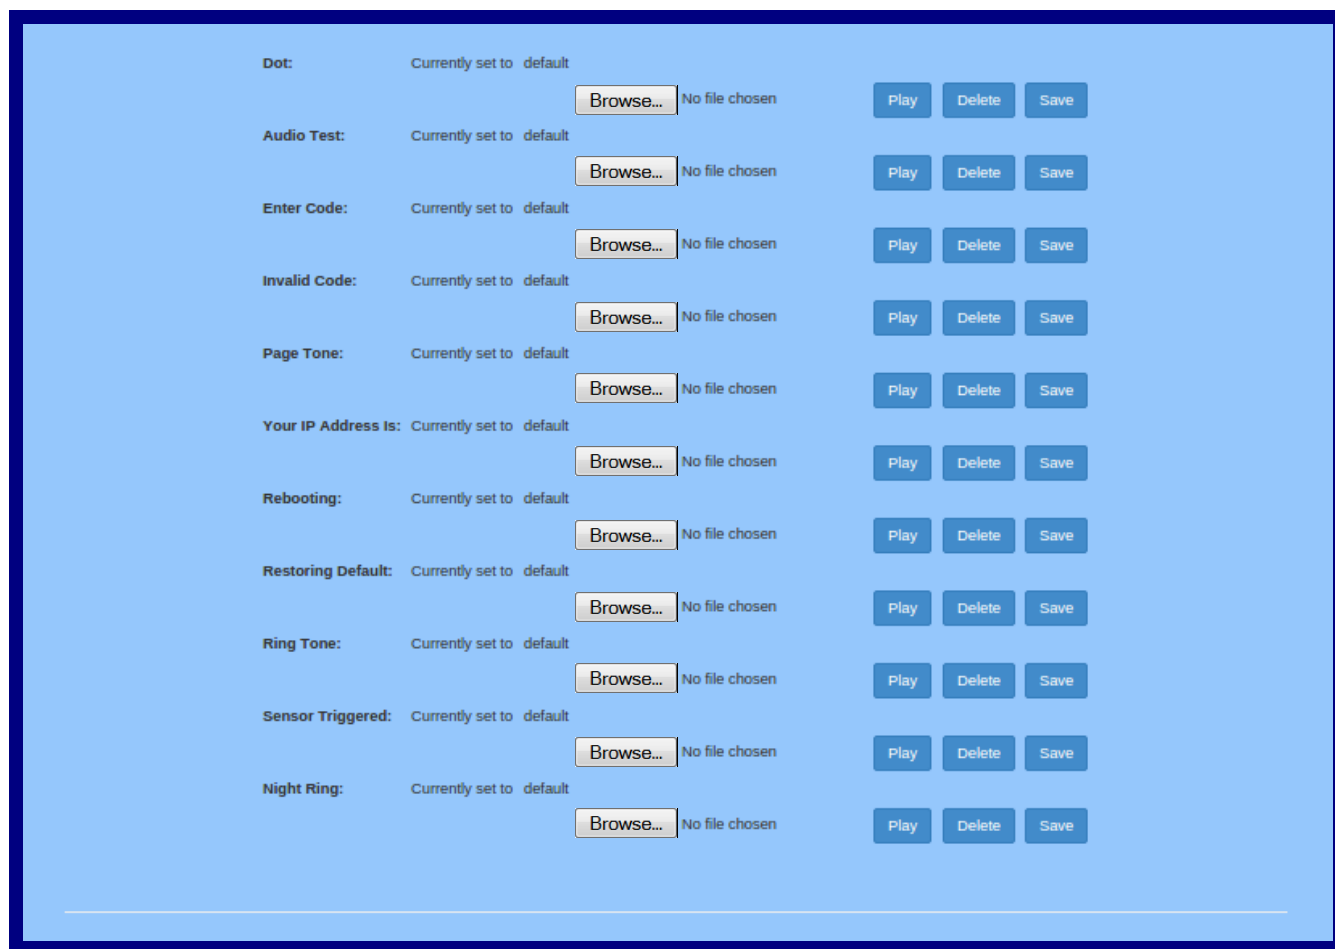 Dot: Currently set to default
Browse... No file chosen Play Delete Save
Audio Test: Currently set to default
Browse... No file chosen Play Delete Save
Enter Code: Currently set to default
Browse... No file chosen Play Delete Save
Invalid Code: Currently set to default
Browse... No file chosen Play Delete Save
Page Tone: Currently set to default
Browse... No file chosen Play Delete Save
Your IP Address Is: Currently set to default
Browse... No file chosen Play Delete Save
Rebooting: Currently set to default
Browse... No file chosen Play Delete Save
Restoring Default: Currently set to default
Browse... No file chosen Play Delete Save
Ring Tone: Currently set to default
Browse... No file chosen Play Delete Save
Sensor Triggered: Currently set to default
Browse... No file chosen Play Delete Save
Night Ring: Currently set to default
Browse... No file chosen Play Delete Save